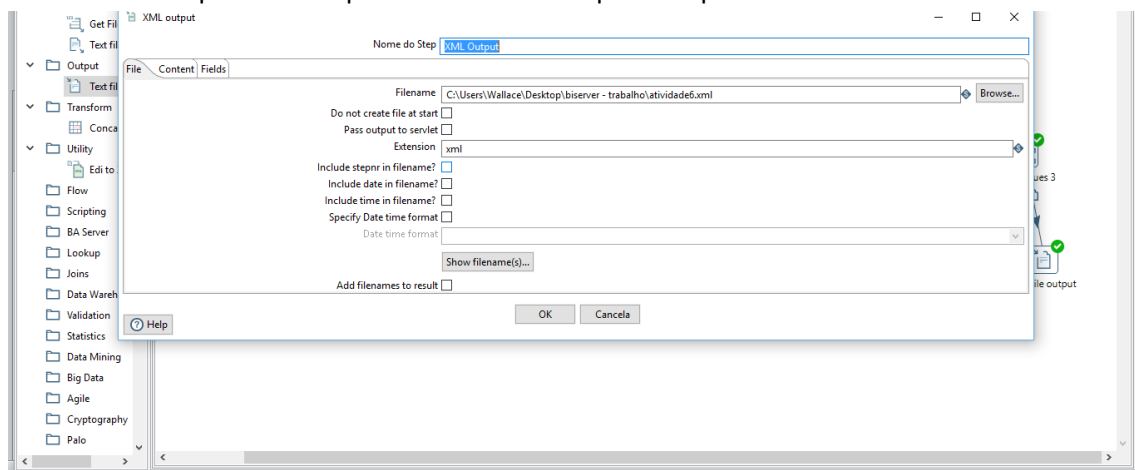 XML output
Get Fil
Text fil
Output
Text fil
Transform
Conca
Utility
Edi to
Flow
Scripting
BA Server
Lookup
Joins
Data Wareh
Validation
Statistics
Data Mining
Big Data
Agile
Cryptography
Palo
Nome do Step XML Output
File Content Fields
Filename C:\Users\Wallace\Desktop\biserver - trabalho\atividade6.xml Browse...
Do not create file at start
Pass output to servlet
Extension xml
Include stepnr in filename?
Include date in filename?
Include time in filename?
Specify Date time format
Date time format
Show filename(s)...
Add filenames to result
OK Cancela
Help
ues 3
ile output